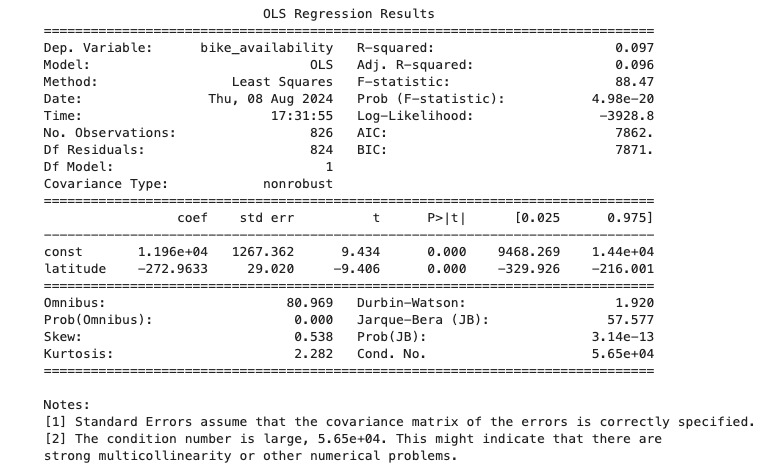 OLS Regression Results
==============================================================================
Dep. Variable: bike_availability R-squared: 0.097
Model: OLS Adj. R-squared: 0.096
Method: Least Squares F-statistic: 88.47
Date: Thu, 08 Aug 2024 Prob (F-statistic): 4.98e-20
Time: 17:31:55 Log-Likelihood: -3928.8
No. Observations: 826 AIC: 7862.
Df Residuals: 824 BIC: 7871.
Df Model: 1
Covariance Type: nonrobust
==============================================================================
coef std err t P>|t| [0.025 0.975]
------------------------------------------------------------------------------
const 1.196e+04 1267.362 9.434 0.000 9468.269 1.44e+04
latitude -272.9633 29.020 -9.406 0.000 -329.926 -216.001
==============================================================================
Omnibus: 80.969 Durbin-Watson: 1.920
Prob(Omnibus): 0.000 Jarque-Bera (JB): 57.577
Skew: 0.538 Prob(JB): 3.14e-13
Kurtosis: 2.282 Cond. No. 5.65e+04
==============================================================================
Notes:
[1] Standard Errors assume that the covariance matrix of the errors is correctly specified.
[2] The condition number is large, 5.65e+04. This might indicate that there are
strong multicollinearity or other numerical problems.